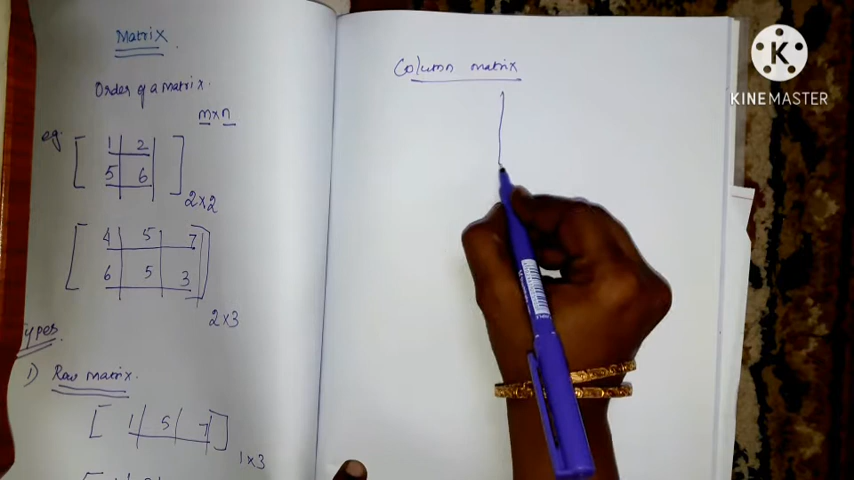 Matrix
Order of a matrix.
m×n
eg:
1 2
5 6
2×2
4 5 7
6 5 3
2×3
ypes
1) Row matrix.
1 5 7
1×3
Column matrix
K
KINEMASTER